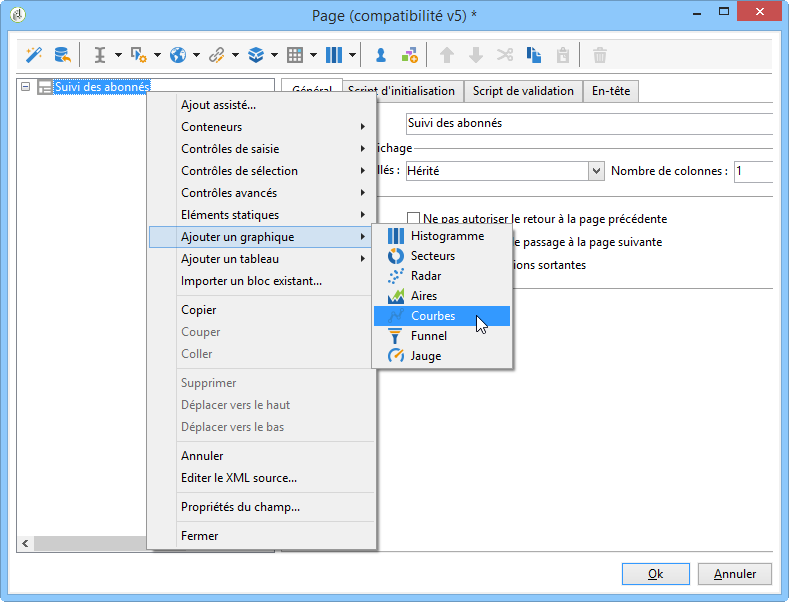 Page (compatibilité v5) *
Suivi des abonnés
Général
Script d'initialisation
Script de validation
En-tête
Suivi des abonnés
ichage
llés :
Hérité
Nombre de colonnes :
1
Ne pas autoriser le retour à la page précédente
e passage à la page suivante
ions sortantes
Ajout assisté...
Conteneurs
Contrôles de saisie
Contrôles de sélection
Contrôles avancés
Eléments statiques
Ajouter un graphique
Ajouter un tableau
Importer un bloc existant...
Copier
Couper
Coller
Supprimer
Déplacer vers le haut
Déplacer vers le bas
Annuler
Editer le XML source...
Propriétés du champ...
Fermer
Histogramme
Secteurs
Radar
Aires
Courbes
Funnel
Jauge
Ok
Annuler